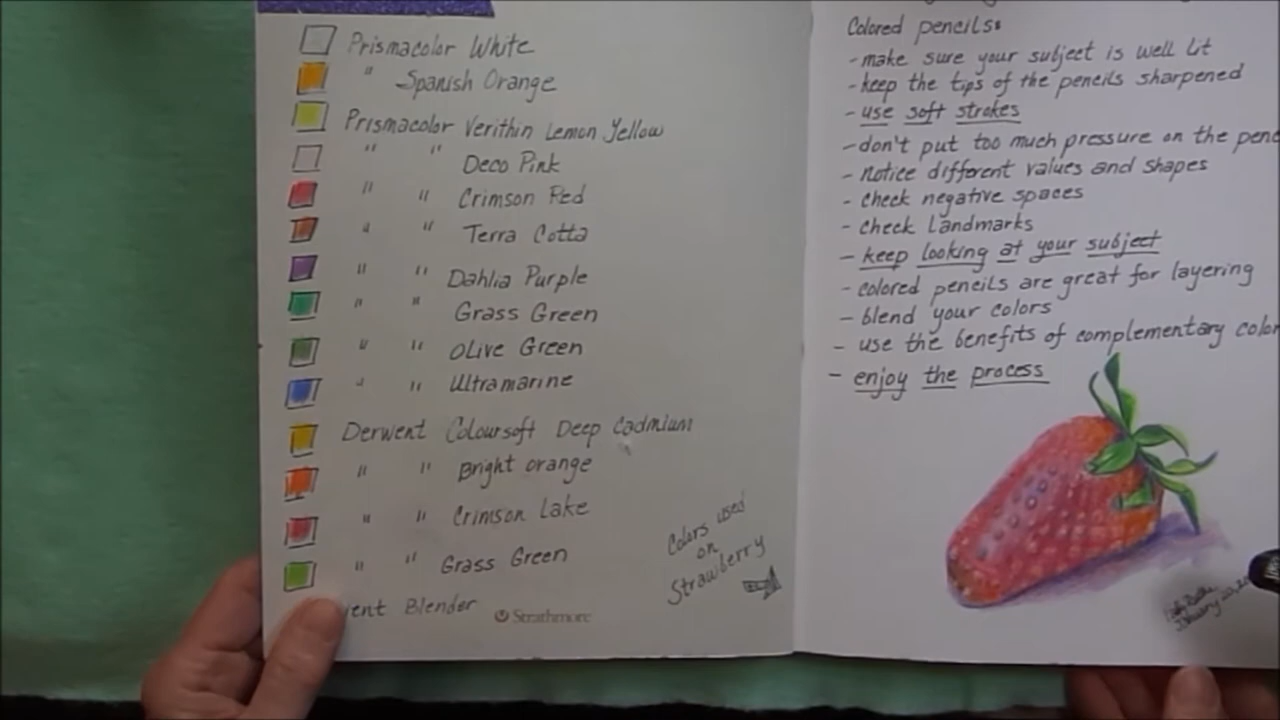 Prismacolor White
" Spanish Orange
Prismacolor Verithin Lemon Yellow
" " Deco Pink
" " Crimson Red
" " Terra Cotta
" " Dahlia Purple
" " Grass Green
" " Olive Green
" " Ultramarine
Derwent Coloursoft Deep Cadmium
" " Bright orange
" " Crimson Lake
" " Grass Green
Blender
Colors used
on
Strawberry
Strathmore
Colored pencils:
- make sure your subject is well lit
- keep the tips of the pencils sharpened
- use soft strokes
- don't put too much pressure on the penc
- notice different values and shapes
- check negative spaces
- check landmarks
- keep looking at your subject
- colored pencils are great for layering
- blend your colors
- use the benefits of complementary color
- enjoy the process
January 20, 20